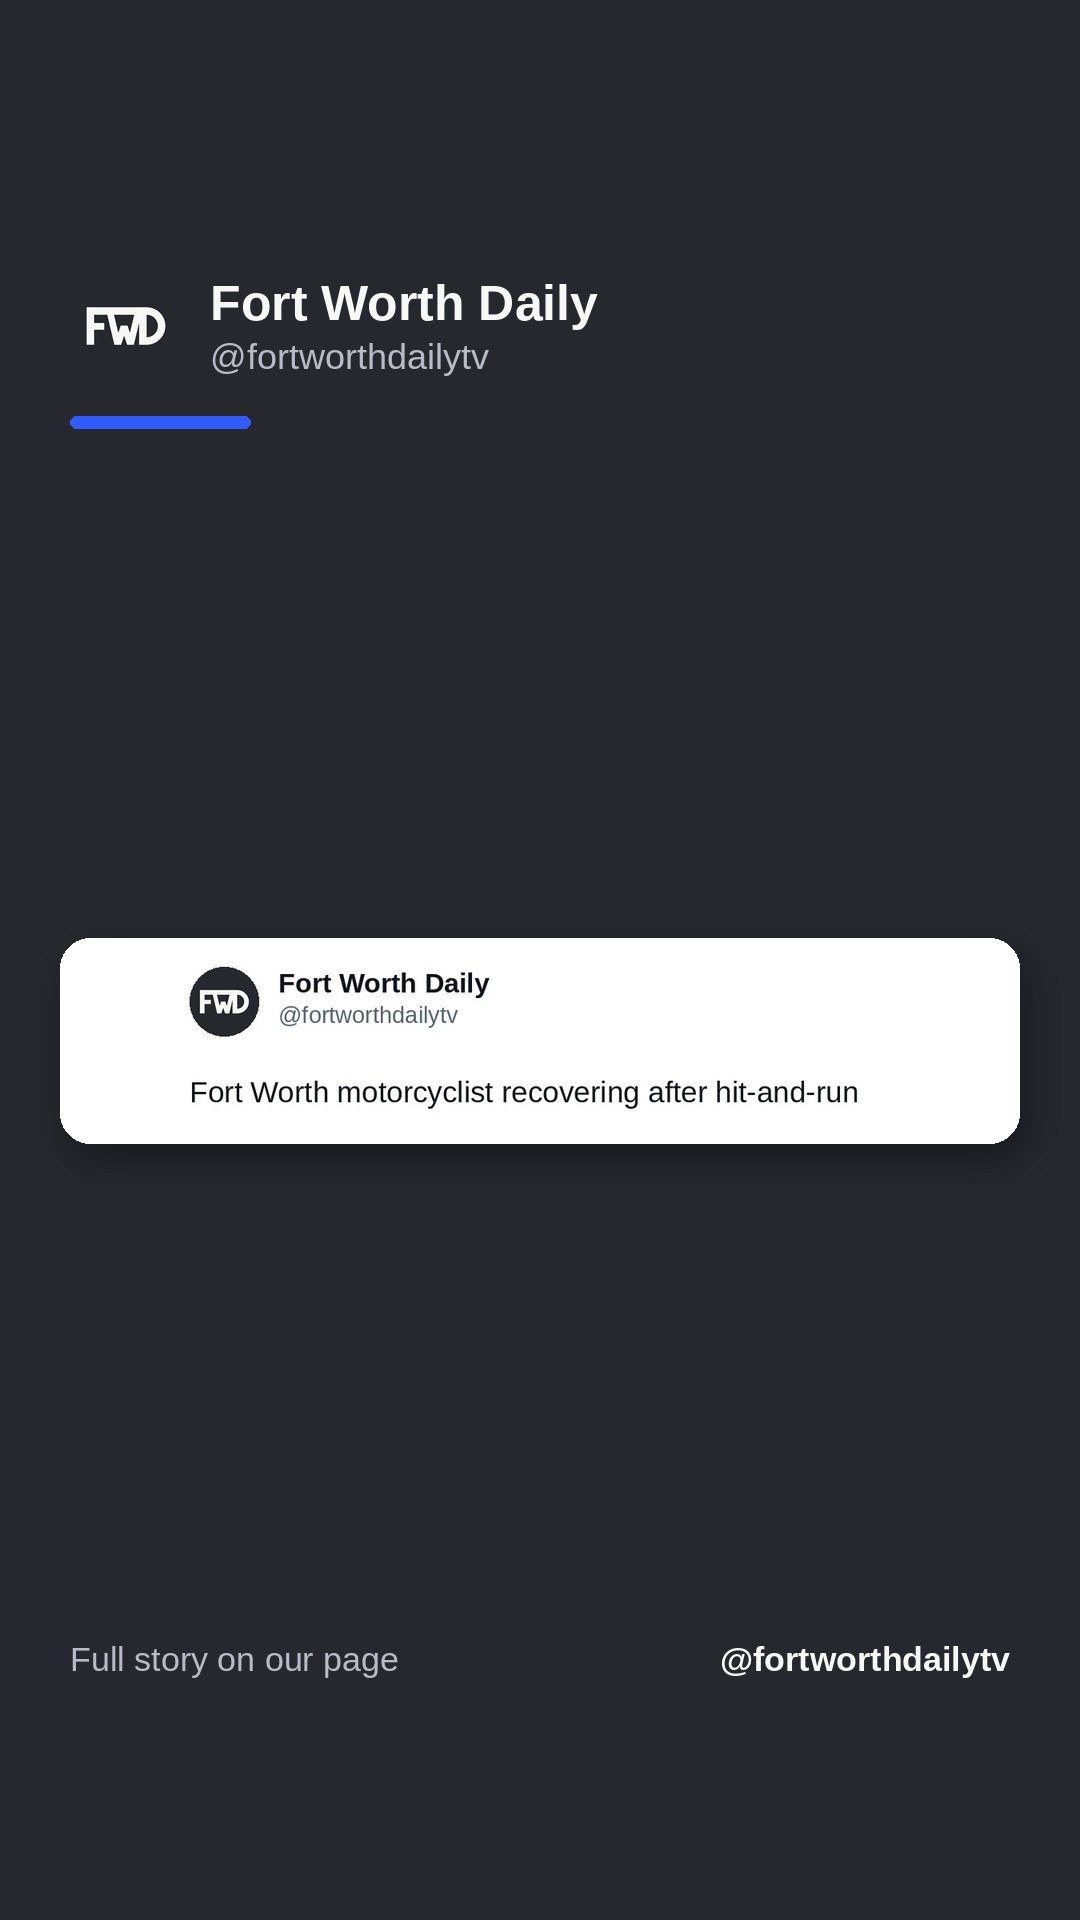 FWD
Fort Worth Daily
@fortworthdailytv
FWD
Fort Worth Daily
@fortworthdailytv
Fort Worth motorcyclist recovering after hit-and-run
Full story on our page
@fortworthdailytv